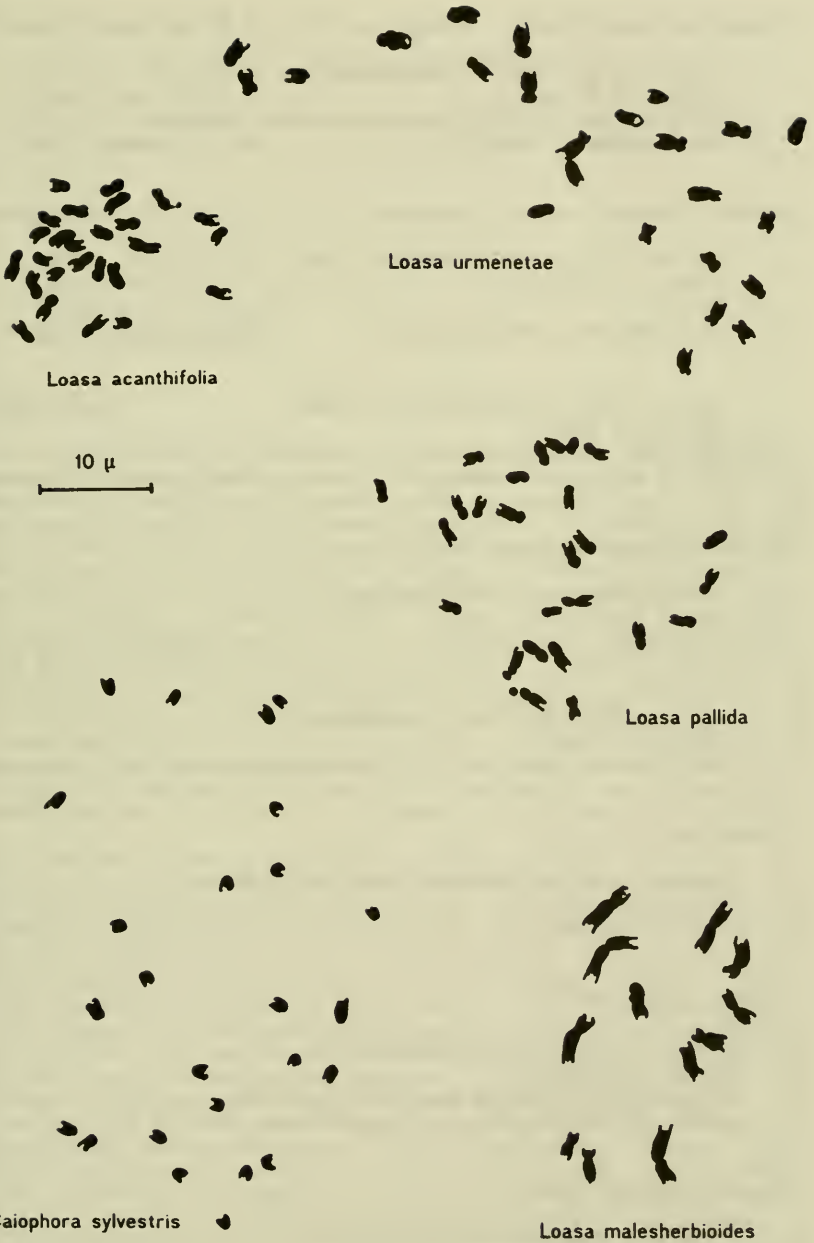 Loasa urmenetae
Loasa acanthifolia
10 µ
Loasa pallida
aiophora sylvestris
Loasa malesherbioides